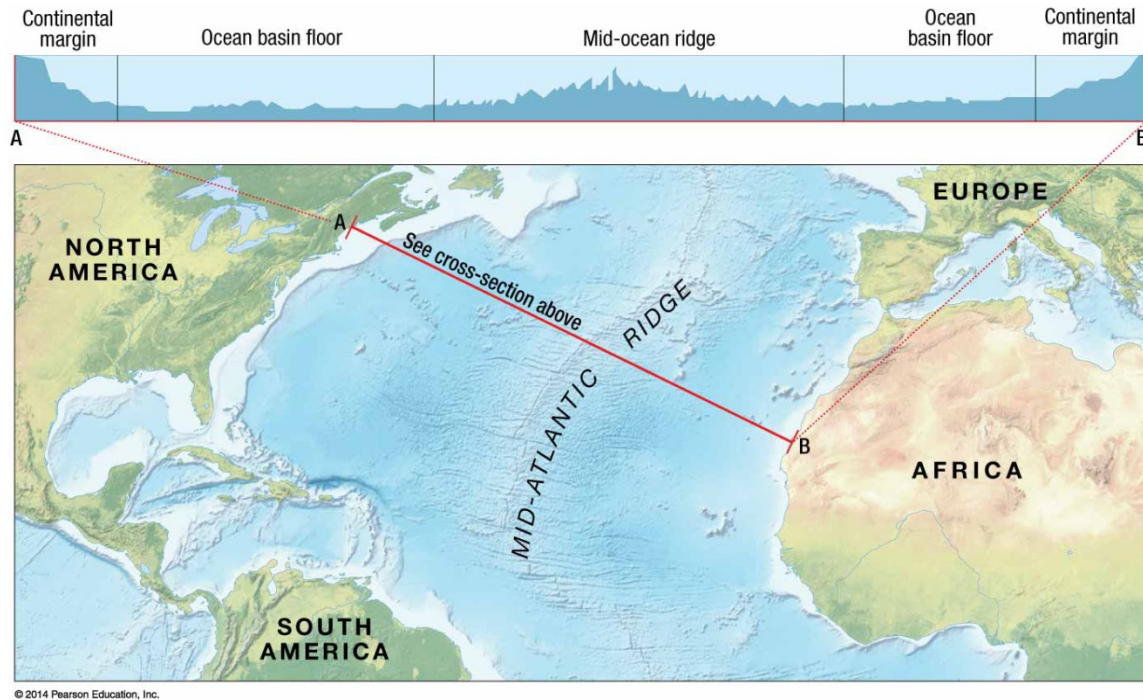 Continental
margin
Ocean basin floor
Mid-ocean ridge
Ocean
basin floor
Continental
margin
A
B
NORTH
AMERICA
A
See cross-section above
MID-ATLANTIC
RIDGE
EUROPE
B
AFRICA
SOUTH
AMERICA
© 2014 Pearson Education, Inc.